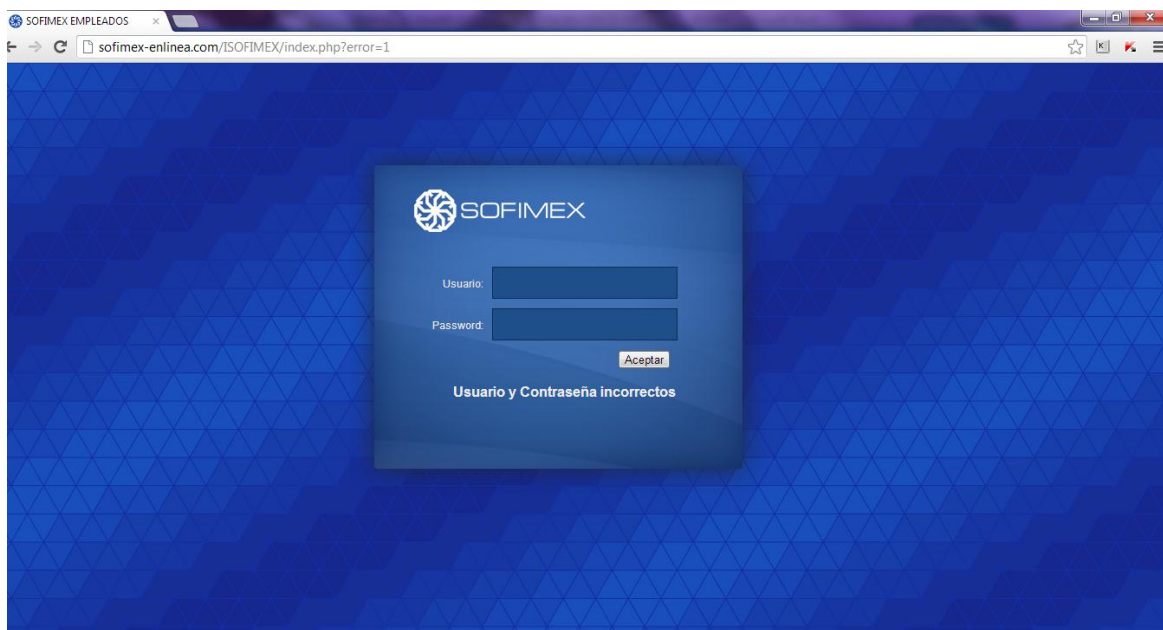 SOFIMEX EMPLEADOS
sofimex-enlinea.com/ISOFIMEX/index.php?error=1
SOFIMEX
Usuario:
Password:
Aceptar
Usuario y Contraseña incorrectos